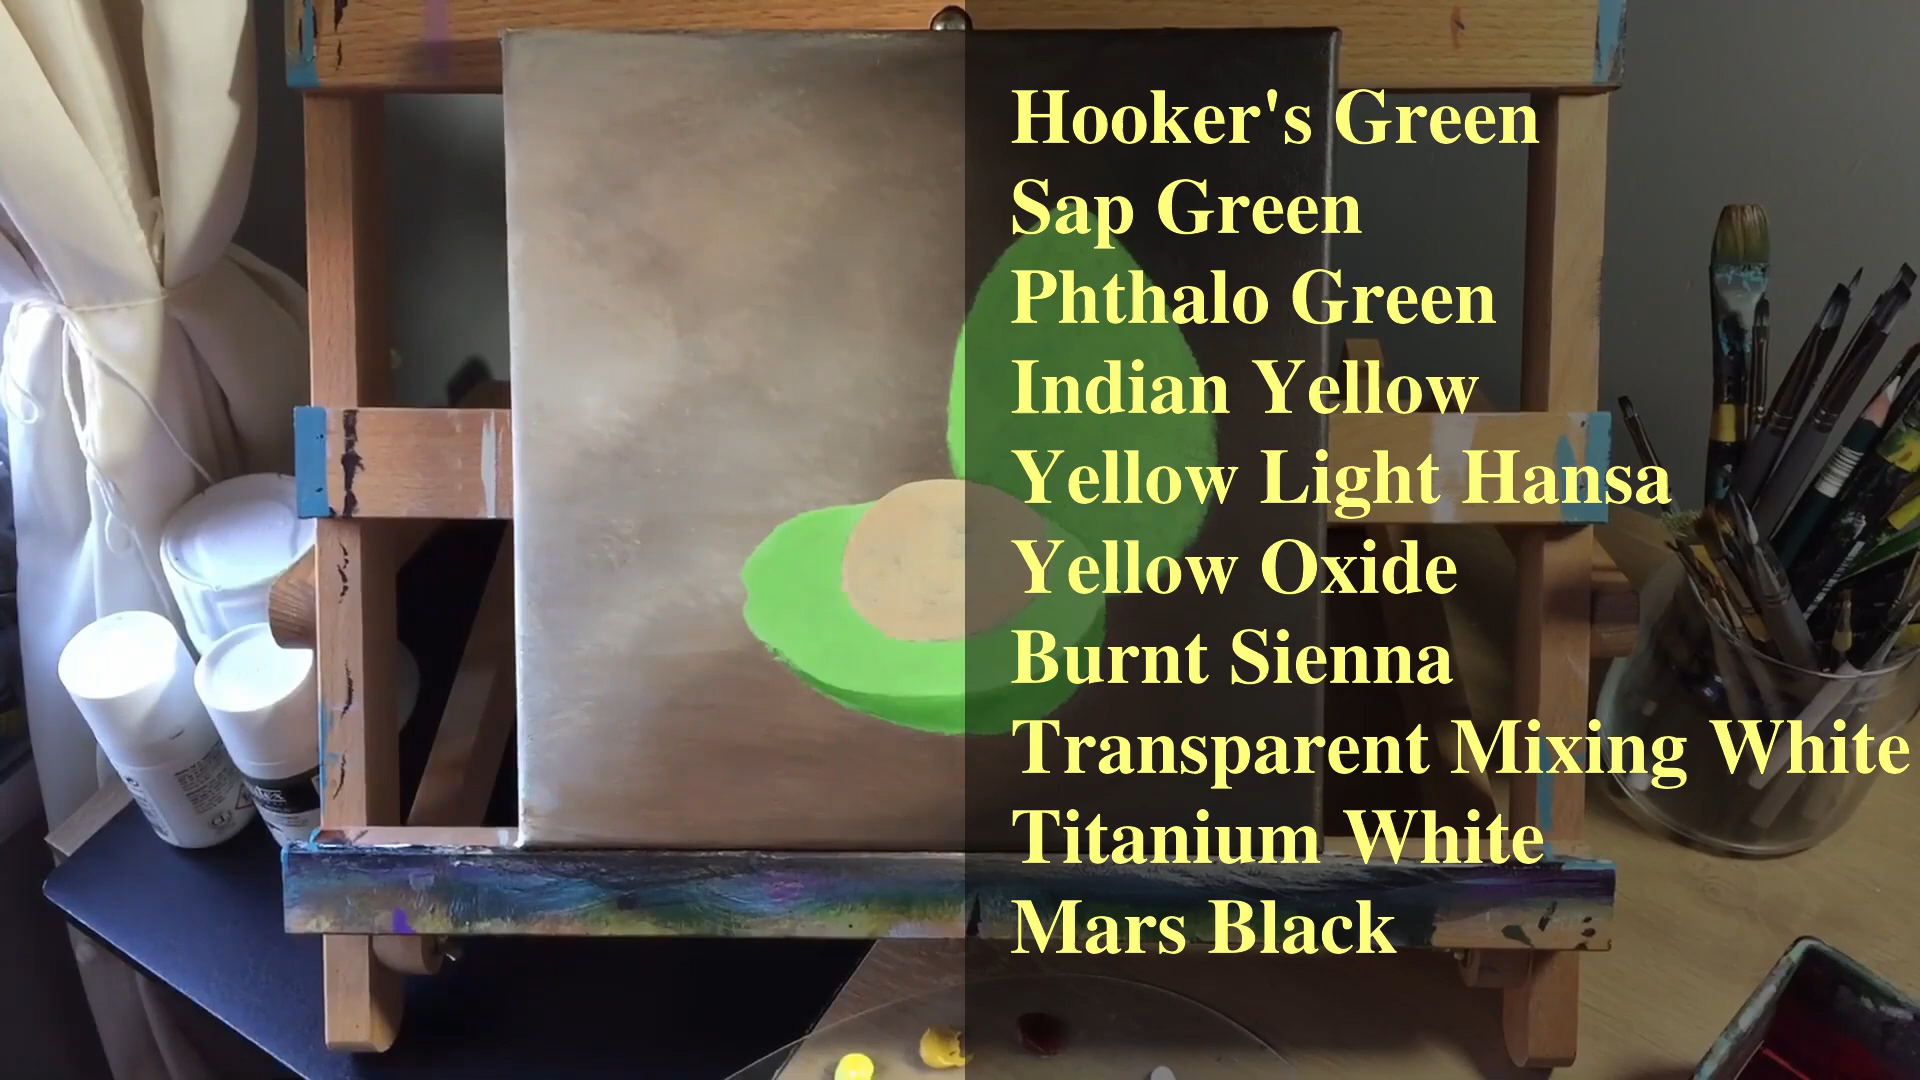 Hooker's Green
Sap Green
Phthalo Green
Indian Yellow
Yellow Light Hansa
Yellow Oxide
Burnt Sienna
Transparent Mixing White
Titanium White
Mars Black